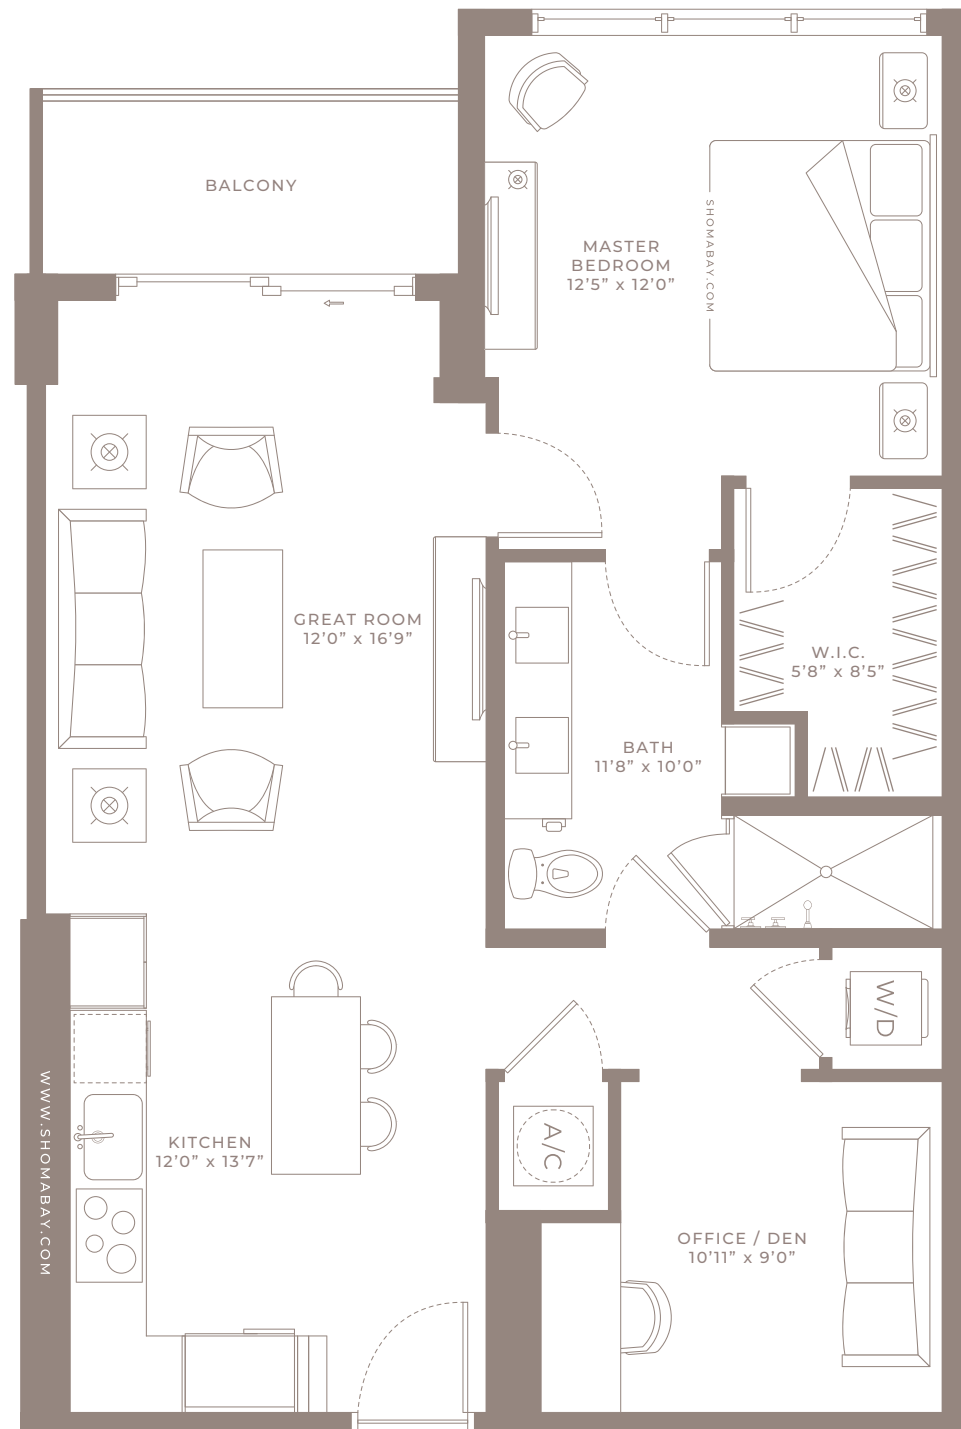 BALCONY
MASTER
BEDROOM
12’5” x 12’0”
SHOMABAY.COM
GREAT ROOM
12’0” x 16’9”
W.I.C.
5’8” x 8’5”
BATH
11’8” x 10’0”
W/D
WWW.SHOMABAY.COM
KITCHEN
12’0” x 13’7”
A/C
OFFICE / DEN
10’11” x 9’0”